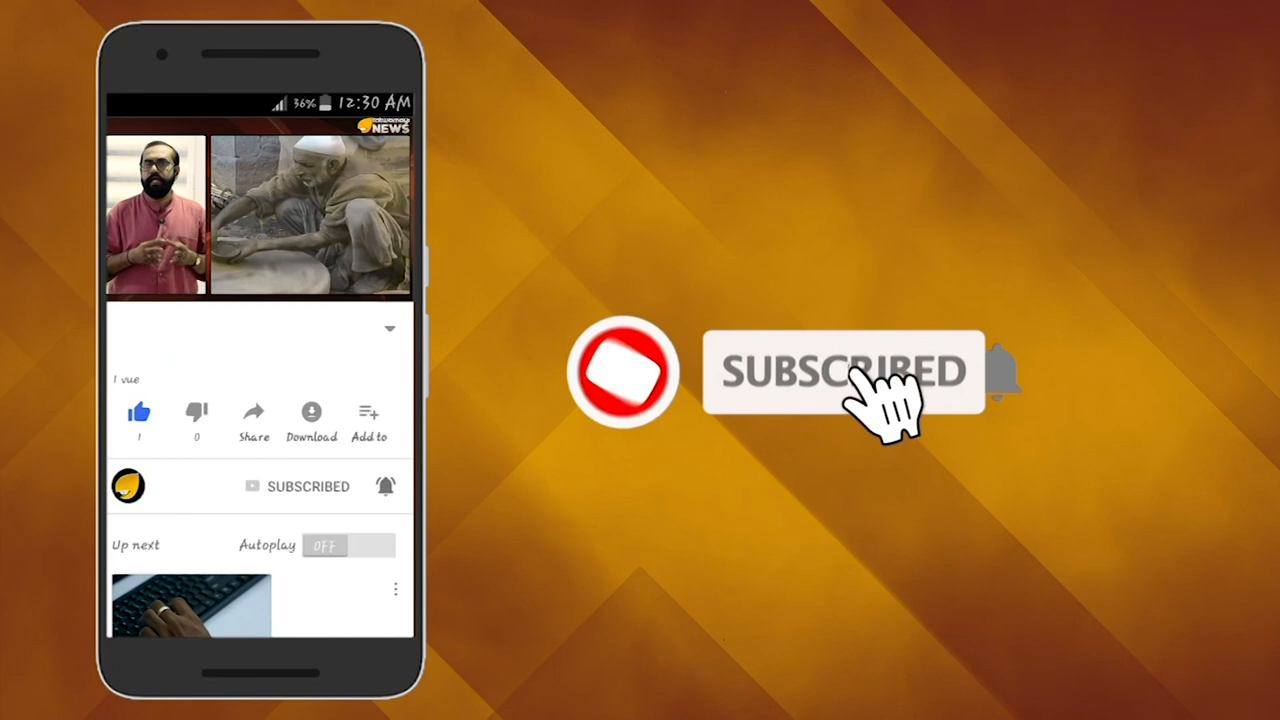 36% 12:30 AM
NEWS
1 vue
1
0
Share
Download
Add to
SUBSCRIBED
Up next
Autoplay
OFF
SUBSCRIBED